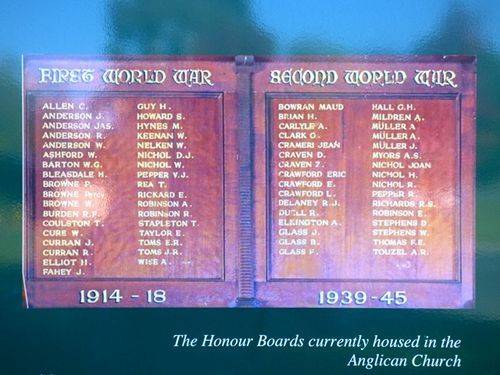 FIRST WORLD WAR
ALLEN C.
ANDERSON J.
ANDERSON JAS.
ANDERSON R.
ANDERSON W.
ASHFORD W.
BARTON W.G.
BLEASDALE H.
BROWNE P.
BROWNE
BROWNE W.
BURDEN R.F.
COULSTON T.
CURE W.
CURRAN J.
CURRAN R.
ELLIOT H.
FAHEY J.
GUY H.
HOWARD S.
HYNES M.
KEENAN W.
NELKEN W.
NICHOL D.J.
NICHOL W.
PEPPER V.J.
REA T.
RICKARD E.
ROBINSON A.
ROBINSON R.
STAPLETON T.
TAYLOR E.
TOMS E.R.
TOMS J.R.
WISE A.
1914 - 18
SECOND WORLD WAR
BOWRAN MAUD
BRIAN H.
CARLYLE A.
CLARK G.
CRAMERI JEAN
CRAVEN D.
CRAVEN Z.
CRAWFORD ERIC
CRAWFORD E.
CRAWFORD L.
DELANEY R.J.
DUELL R.
ELKINGTON A.
GLASS J.
GLASS B.
GLASS F.
HALL G.H.
MILDREN A.
MÜLLER A
MULLER A.
MULLER J.
MYORS A.S.
NICHOL JOAN
NICHOL H.
NICHOL R.
PEPPER R.
RICHARDS R.S.
ROBINSON E.
STEPHENS D.
STEPHENS W.
THOMAS F.E.
TOUZEL A.R.
1939-45
The Honour Boards currently housed in the
Anglican Church